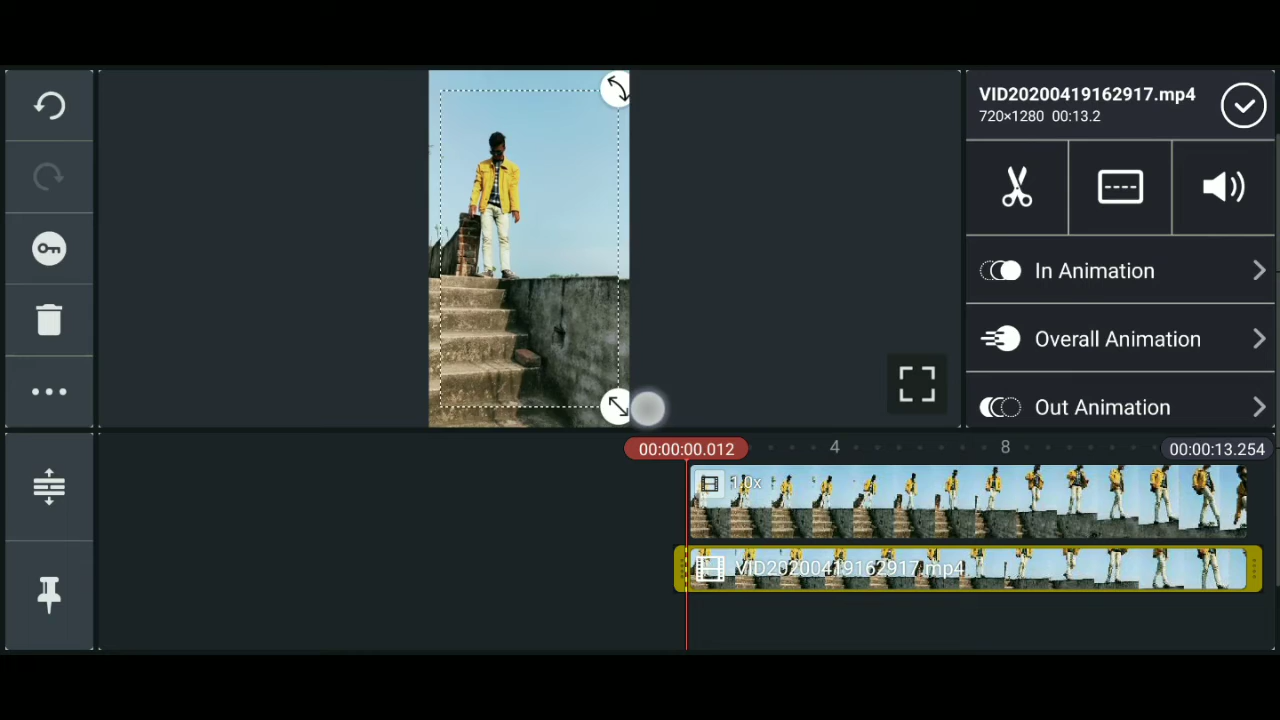 VID20200419162917.mp4
720×1280 00:13.2
In Animation
Overall Animation
Out Animation
00:00:00.012
4
8
00:00:13.254
1.0x
VID20200419162917.mp4